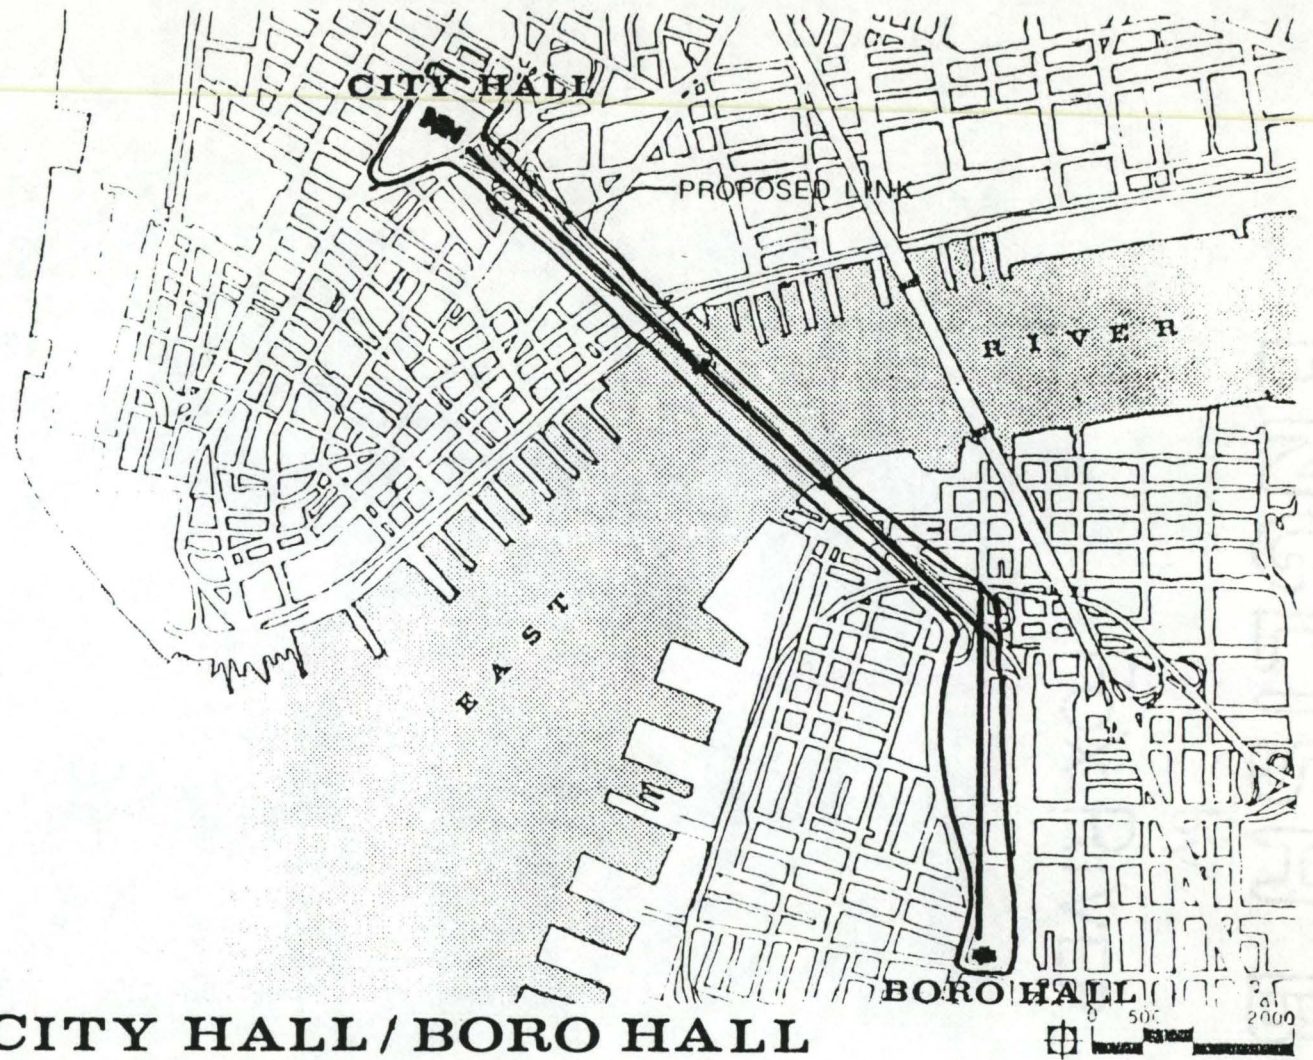 CITY HALL
PROPOSED LINK
RIVER
EAST
BORO HALL
CITY HALL / BORO HALL
0 500 2000